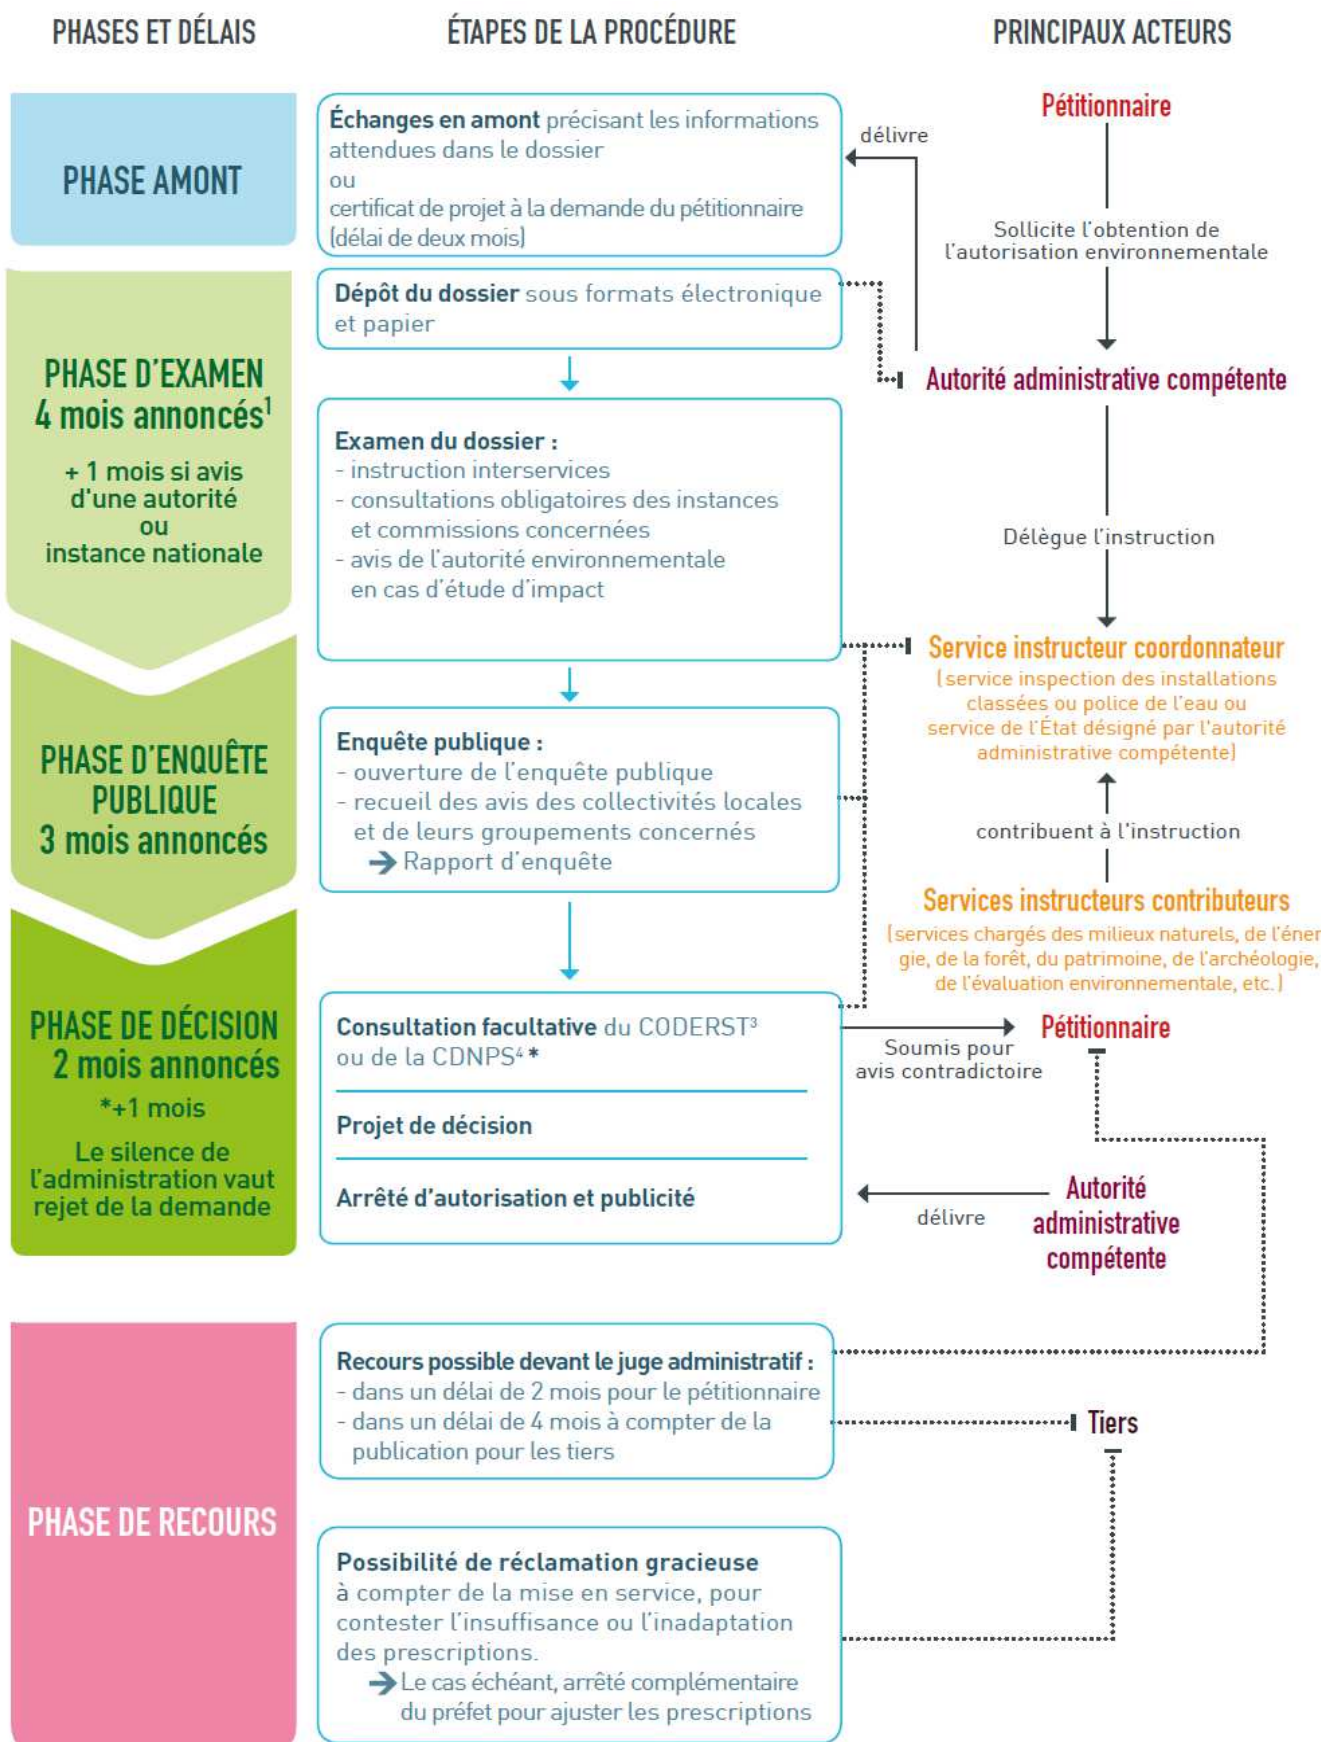 PHASES ET DÉLAIS
ÉTAPES DE LA PROCÉDURE
PRINCIPAUX ACTEURS
PHASE AMONT
Échanges en amont précisant les informations
attendues dans le dossier
ou
certificat de projet à la demande du pétitionnaire
(délai de deux mois)
délivre
Pétitionnaire
Sollicite l'obtention de
l'autorisation environnementale
PHASE D'EXAMEN
4 mois annoncés¹
+ 1 mois si avis
d'une autorité
ou
instance nationale
Dépôt du dossier sous formats électronique
et papier
Autorité administrative compétente
Examen du dossier :
- instruction interservices
- consultations obligatoires des instances
et commissions concernées
- avis de l'autorité environnementale
en cas d'étude d'impact
Délègue l'instruction
Service instructeur coordonnateur
(service inspection des installations
classées ou police de l'eau ou
service de l'État désigné par l'autorité
administrative compétente)
PHASE D'ENQUÊTE
PUBLIQUE
3 mois annoncés
Enquête publique :
- ouverture de l'enquête publique
- recueil des avis des collectivités locales
et de leurs groupements concernés
→ Rapport d'enquête
contribuent à l'instruction
Services instructeurs contributeurs
(services chargés des milieux naturels, de l'éner
gie, de la forêt, du patrimoine, de l'archéologie,
de l'évaluation environnementale, etc.)
PHASE DE DÉCISION
2 mois annoncés
*+1 mois
Le silence de
l'administration vaut
rejet de la demande
Consultation facultative du CODERST³
ou de la CDNPS⁴ *
Projet de décision
Arrêté d'autorisation et publicité
Soumis pour
avis contradictoire
Pétitionnaire
délivre
Autorité
administrative
compétente
PHASE DE RECOURS
Recours possible devant le juge administratif :
- dans un délai de 2 mois pour le pétitionnaire
- dans un délai de 4 mois à compter de la
publication pour les tiers
Tiers
Possibilité de réclamation gracieuse
à compter de la mise en service, pour
contester l'insuffisance ou l'inadaptation
des prescriptions.
→ Le cas échéant, arrêté complémentaire
du préfet pour ajuster les prescriptions